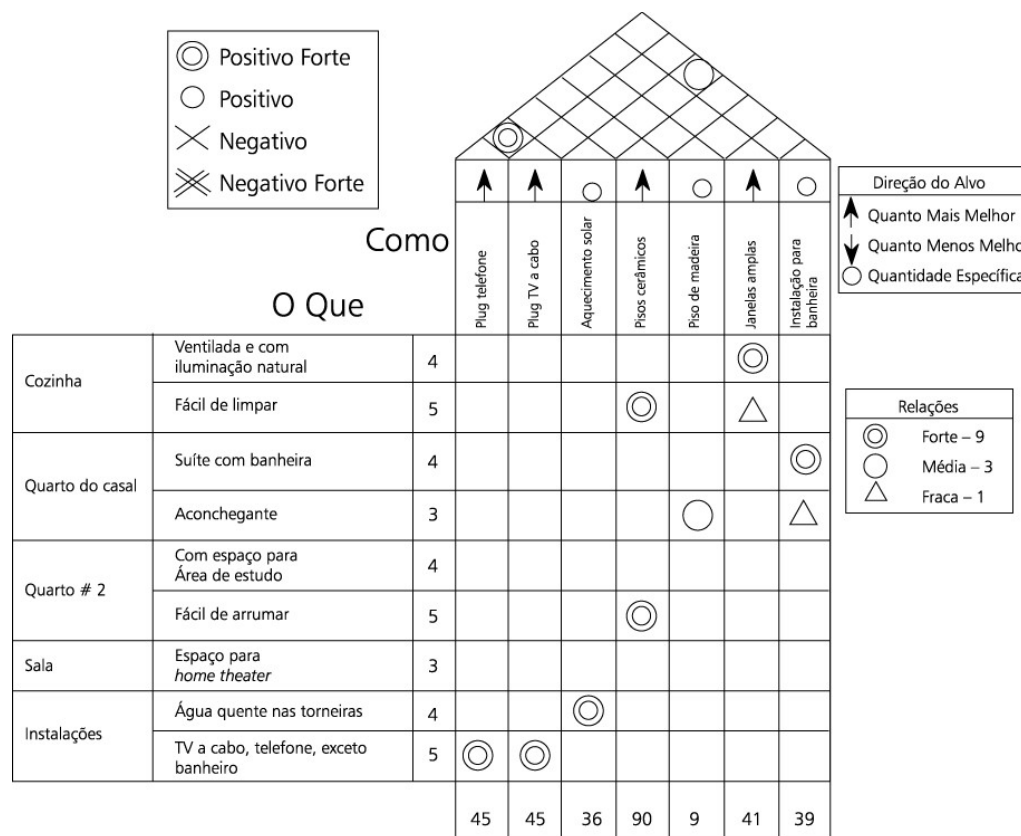 Positivo Forte
Positivo
Negativo
Negativo Forte
Direção do Alvo
Quanto Mais Melhor
Quanto Menos Melho
Quantidade Específica
Como
O Que
Plug telefone
Plug TV a cabo
Aquecimento solar
Pisos cerâmicos
Piso de madeira
Janelas amplas
Instalação para
banheira
Cozinha
Ventilada e com
iluminação natural
4
Fácil de limpar
5
Relações
Forte – 9
Média – 3
Fraca – 1
Quarto do casal
Suíte com banheira
4
Aconchegante
3
Quarto # 2
Com espaço para
Área de estudo
4
Fácil de arrumar
5
Sala
Espaço para
home theater
3
Instalações
Água quente nas torneiras
4
TV a cabo, telefone, exceto
banheiro
5
45 45 36 90 9 41 39